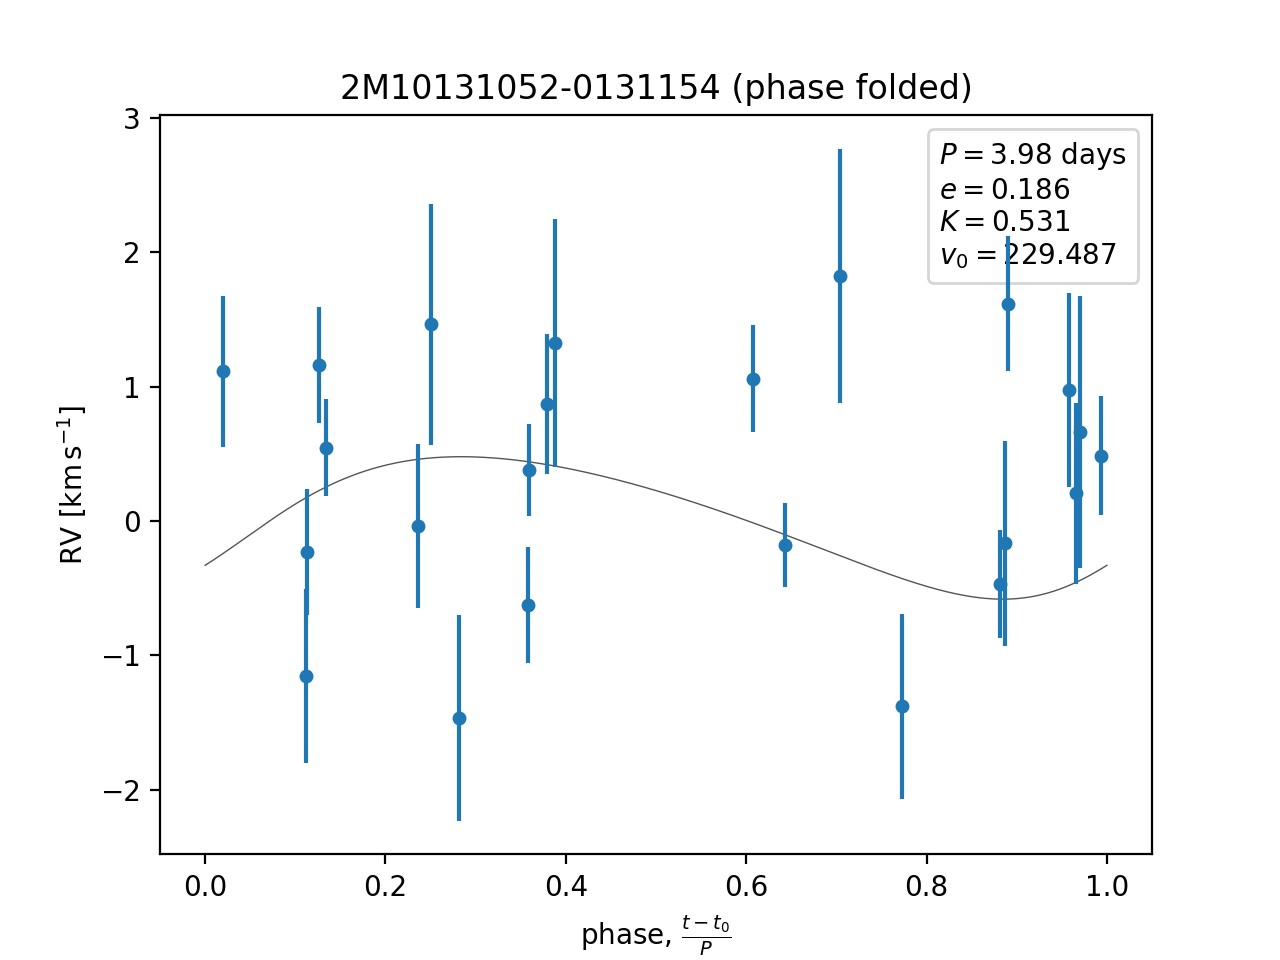 2M10131052-0131154 (phase folded)
P = 3.98 days
e = 0.186
K = 0.531
v₀ = 229.487
RV [km s⁻¹]
3
2
1
0
−1
−2
0.0 0.2 0.4 0.6 0.8 1.0
phase, (t − t₀)/P